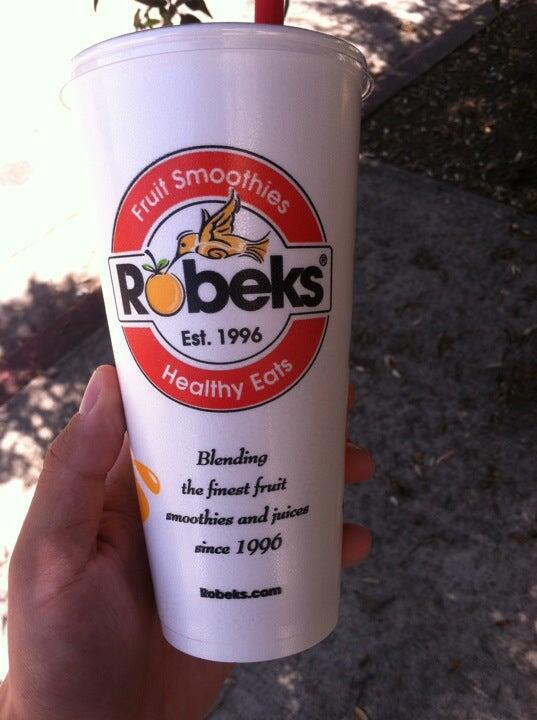 Fruit Smoothies
Robeks®
Est. 1996
Healthy Eats
Blending
the finest fruit
smoothies and juices
since 1996
Robeks.com